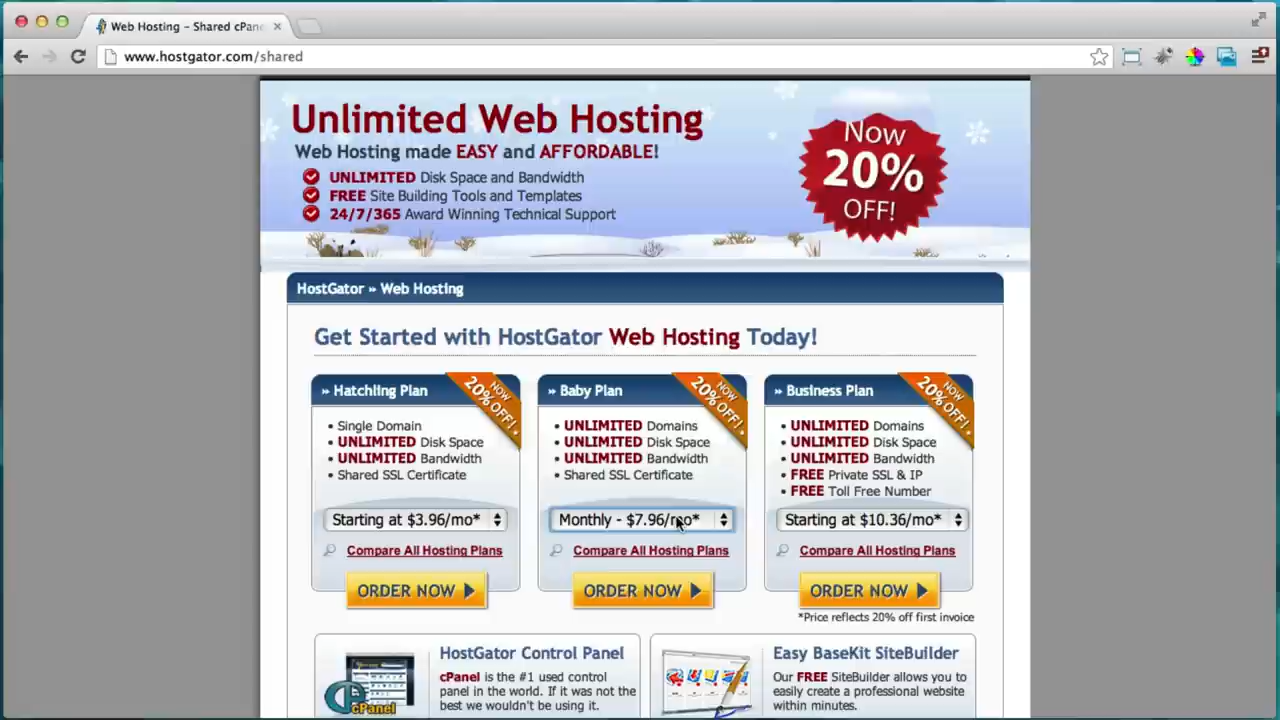 Web Hosting – Shared cPane
www.hostgator.com/shared
Unlimited Web Hosting
Web Hosting made EASY and AFFORDABLE!
UNLIMITED Disk Space and Bandwidth
FREE Site Building Tools and Templates
24/7/365 Award Winning Technical Support
Now
20%
OFF!
HostGator » Web Hosting
Get Started with HostGator Web Hosting Today!
» Hatchling Plan
NOW
20% OFF!
• Single Domain
• UNLIMITED Disk Space
• UNLIMITED Bandwidth
• Shared SSL Certificate
Starting at $3.96/mo*
Compare All Hosting Plans
ORDER NOW
» Baby Plan
NOW
20% OFF!
• UNLIMITED Domains
• UNLIMITED Disk Space
• UNLIMITED Bandwidth
• Shared SSL Certificate
Monthly - $7.96/mo*
Compare All Hosting Plans
ORDER NOW
» Business Plan
NOW
20% OFF!
• UNLIMITED Domains
• UNLIMITED Disk Space
• UNLIMITED Bandwidth
• FREE Private SSL & IP
• FREE Toll Free Number
Starting at $10.36/mo*
Compare All Hosting Plans
ORDER NOW
*Price reflects 20% off first invoice
cPanel
HostGator Control Panel
cPanel is the #1 used control
panel in the world. If it was not the
best we wouldn't be using it.
Easy BaseKit SiteBuilder
Our FREE SiteBuilder allows you to
easily create a professional website
within minutes.